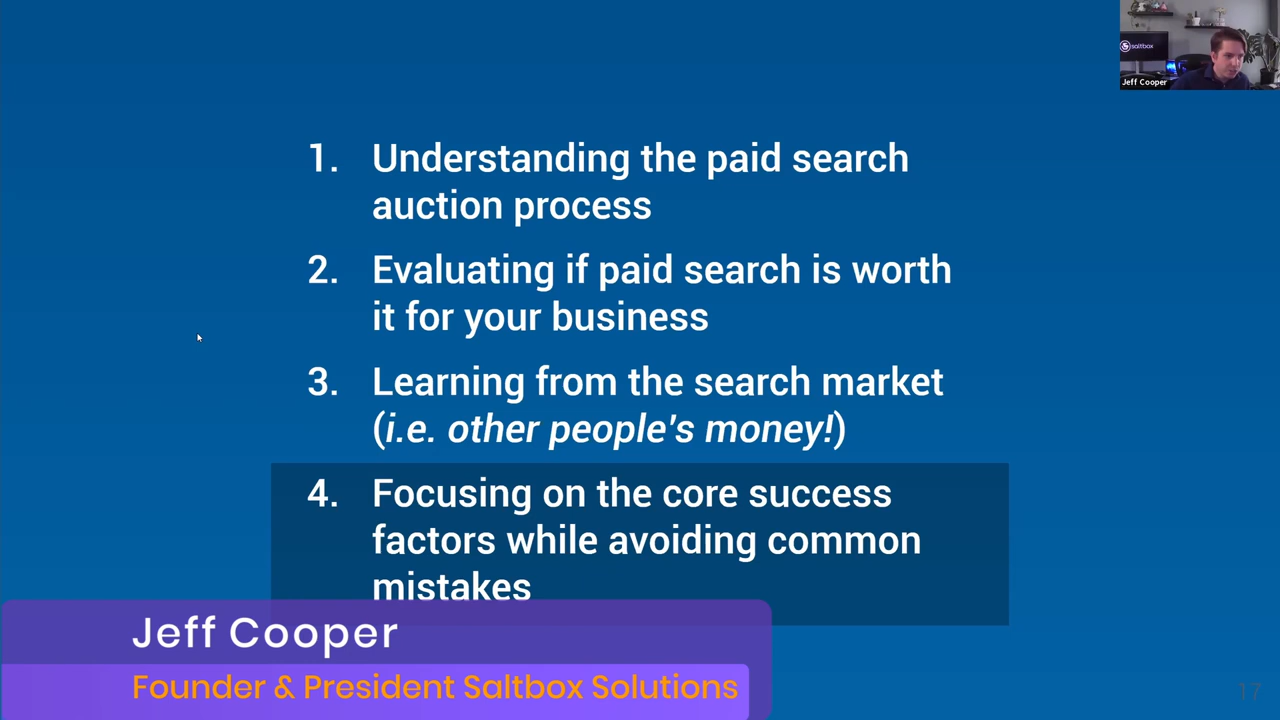 saltbox
Jeff Cooper
1. Understanding the paid search
auction process
2. Evaluating if paid search is worth
it for your business
3. Learning from the search market
(i.e. other people's money!)
4. Focusing on the core success
factors while avoiding common
mistakes
Jeff Cooper
Founder & President Saltbox Solutions
17